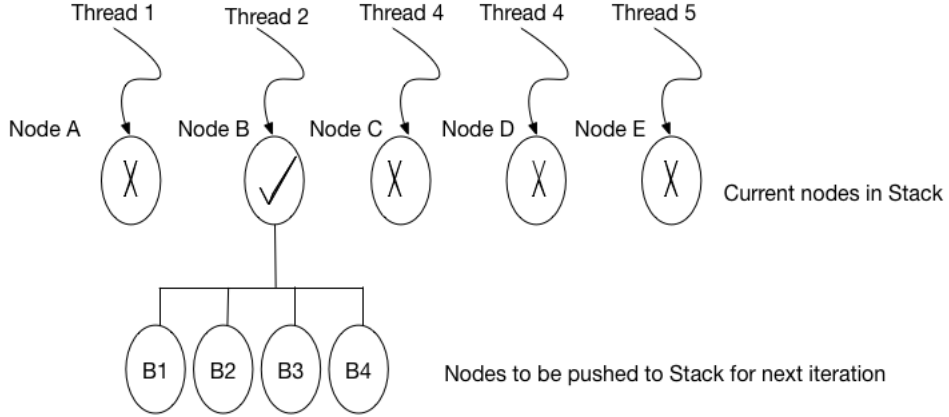 Thread 1
Thread 2
Thread 4
Thread 4
Thread 5
Node A
Node B
Node C
Node D
Node E
X
X
X
X
Current nodes in Stack
B1
B2
B3
B4
Nodes to be pushed to Stack for next iteration